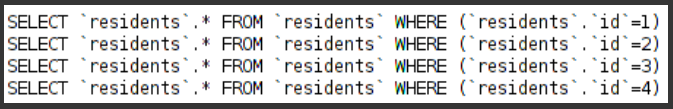 SELECT `residents`.* FROM `residents` WHERE (`residents`.`id`=1)
SELECT `residents`.* FROM `residents` WHERE (`residents`.`id`=2)
SELECT `residents`.* FROM `residents` WHERE (`residents`.`id`=3)
SELECT `residents`.* FROM `residents` WHERE (`residents`.`id`=4)